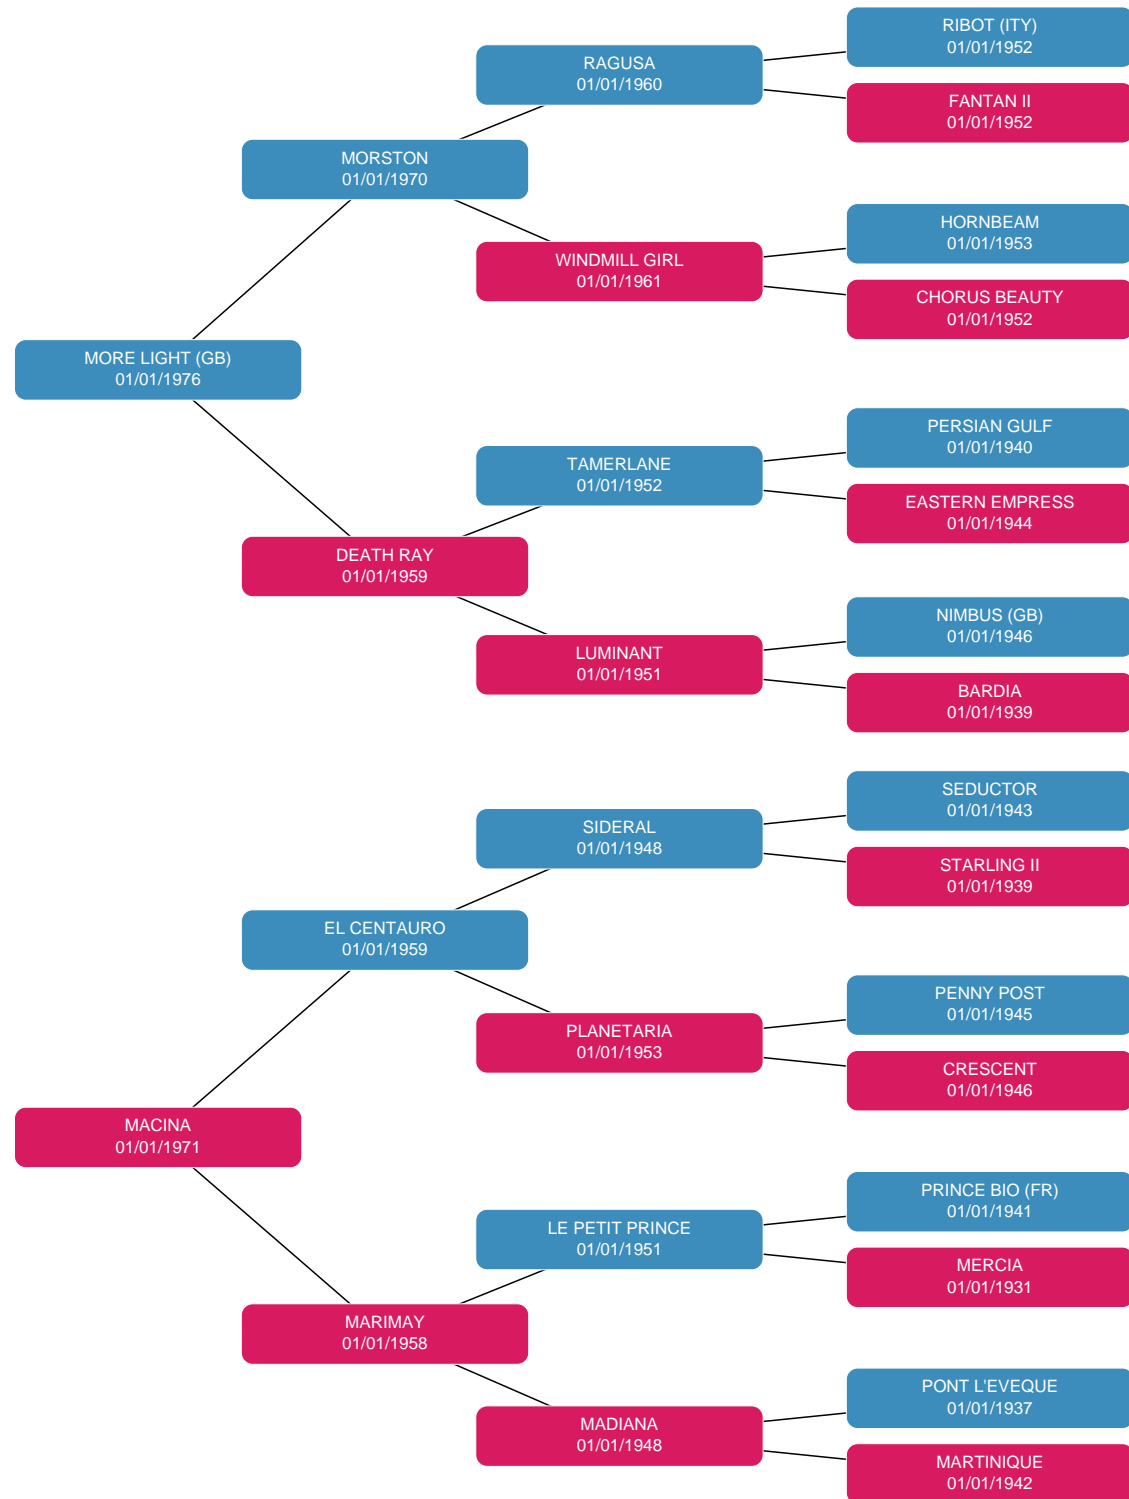 RIBOT (ITY)
01/01/1952
RAGUSA
01/01/1960
FANTAN II
01/01/1952
MORSTON
01/01/1970
HORNBEAM
01/01/1953
WINDMILL GIRL
01/01/1961
CHORUS BEAUTY
01/01/1952
MORE LIGHT (GB)
01/01/1976
PERSIAN GULF
01/01/1940
TAMERLANE
01/01/1952
EASTERN EMPRESS
01/01/1944
DEATH RAY
01/01/1959
NIMBUS (GB)
01/01/1946
LUMINANT
01/01/1951
BARDIA
01/01/1939
SEDUCTOR
01/01/1943
SIDERAL
01/01/1948
STARLING II
01/01/1939
EL CENTAURO
01/01/1959
PENNY POST
01/01/1945
PLANETARIA
01/01/1953
CRESCENT
01/01/1946
MACINA
01/01/1971
PRINCE BIO (FR)
01/01/1941
LE PETIT PRINCE
01/01/1951
MERCIA
01/01/1931
MARIMAY
01/01/1958
PONT L'EVEQUE
01/01/1937
MADIANA
01/01/1948
MARTINIQUE
01/01/1942